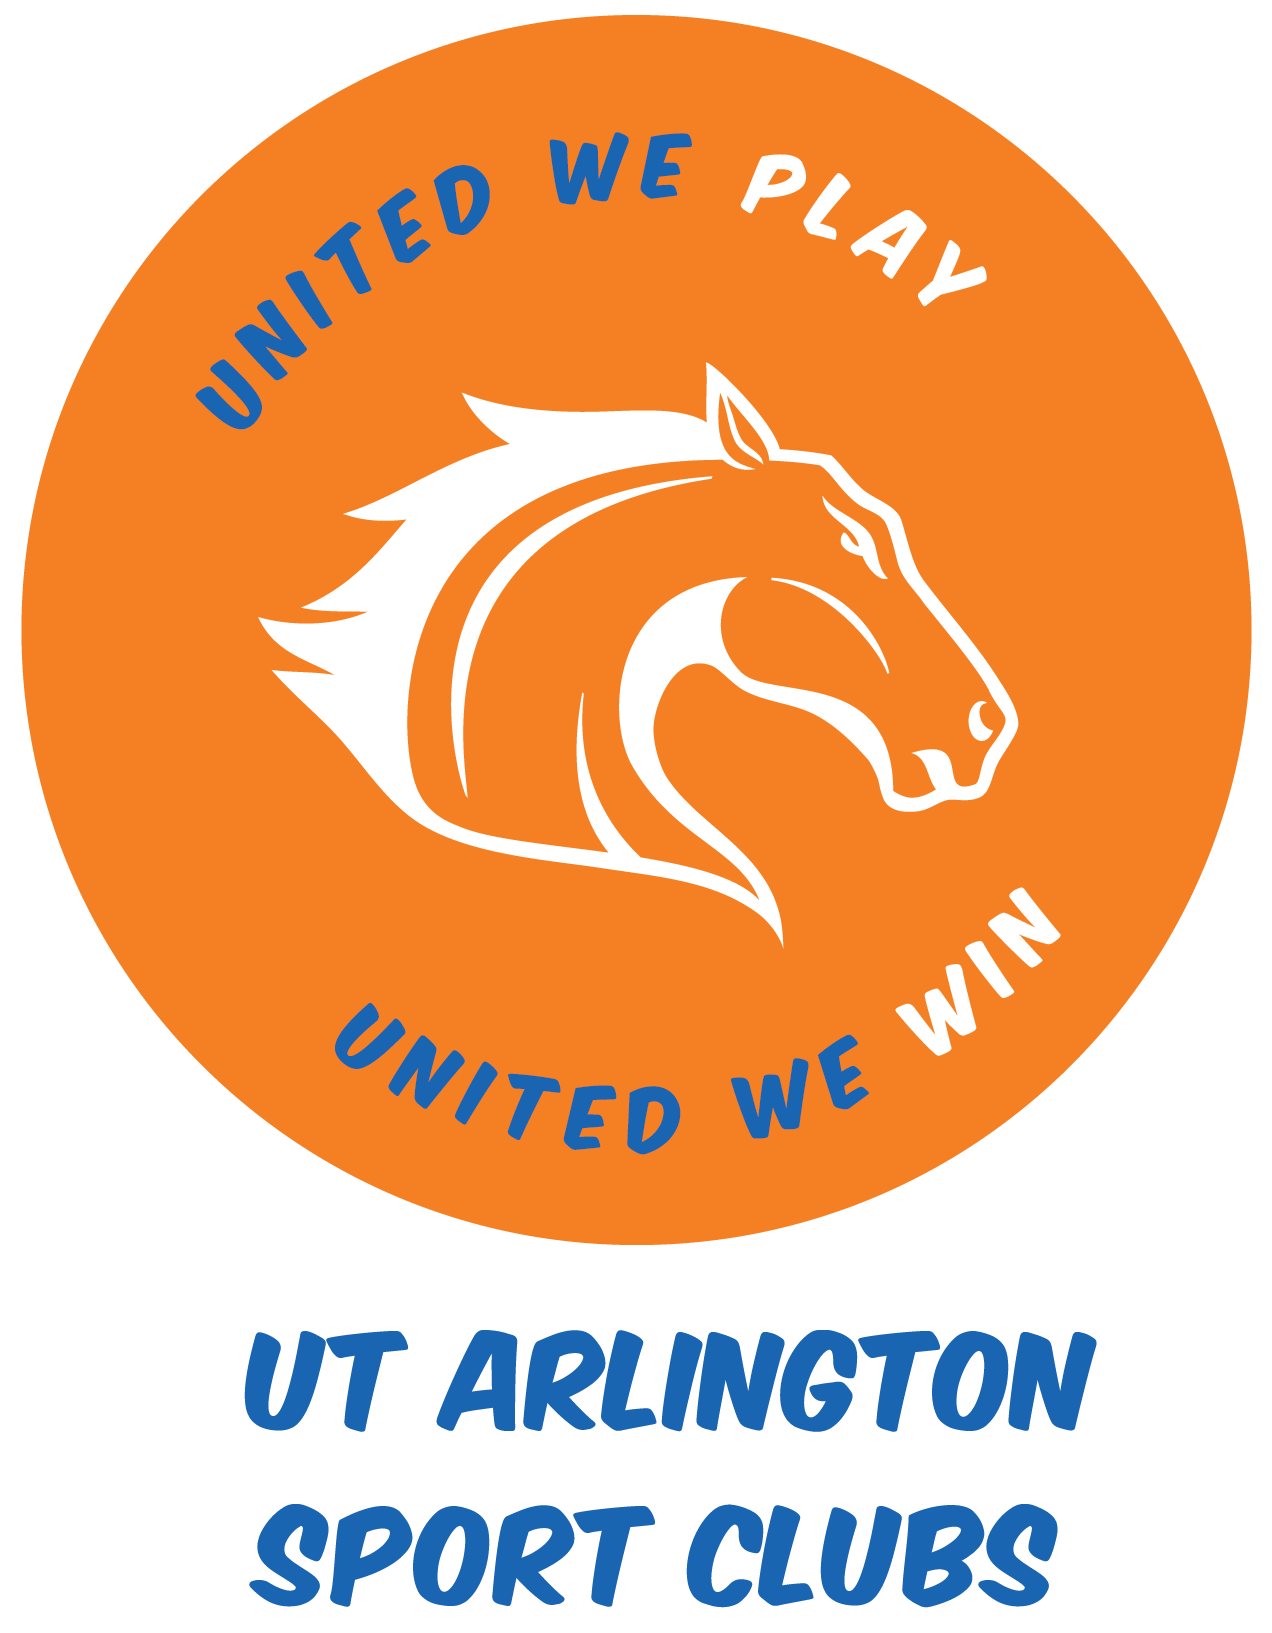 UNITED WE PLAY
UNITED WE WIN
UT ARLINGTON
SPORT CLUBS